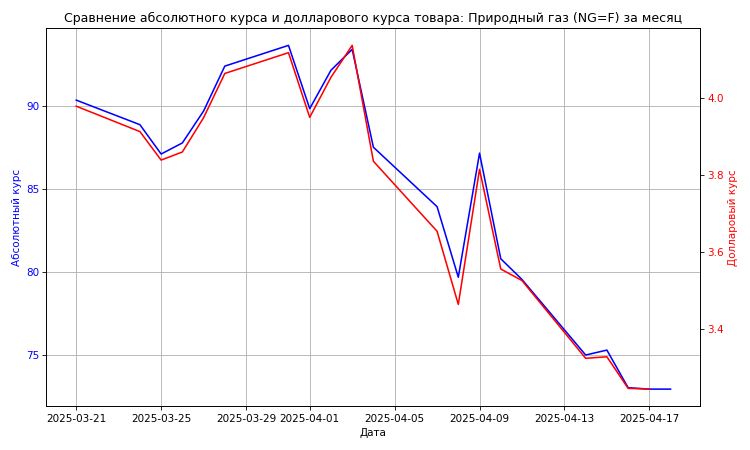 Сравнение абсолютного курса и долларового курса товара: Природный газ (NG=F) за месяц
Абсолютный курс
90
85
80
75
4.0
3.8
3.6
3.4
Долларовый курс
2025-03-21 2025-03-25 2025-03-29 2025-04-01 2025-04-05 2025-04-09 2025-04-13 2025-04-17
Дата